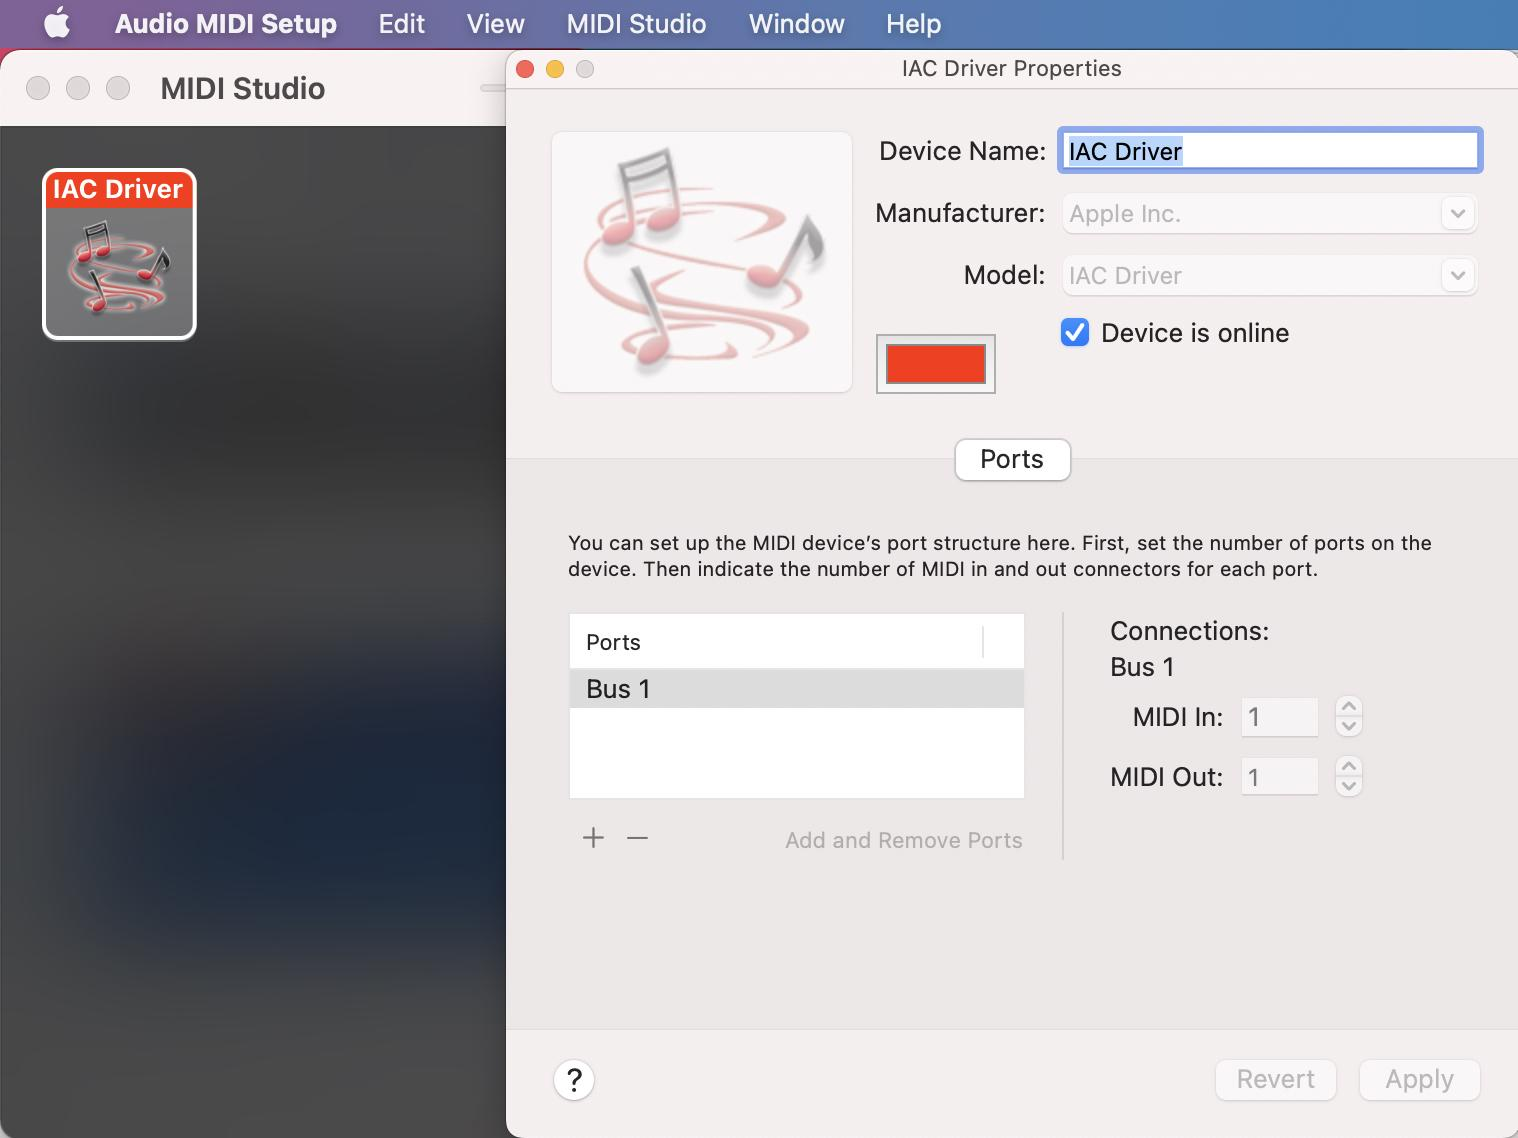 Audio MIDI Setup Edit View MIDI Studio Window Help
MIDI Studio
IAC Driver
IAC Driver Properties
Device Name: IAC Driver
Manufacturer: Apple Inc.
Model: IAC Driver
Device is online
Ports
You can set up the MIDI device’s port structure here. First, set the number of ports on the
device. Then indicate the number of MIDI in and out connectors for each port.
Ports
Bus 1
+ − Add and Remove Ports
Connections:
Bus 1
MIDI In: 1
MIDI Out: 1
?
Revert Apply